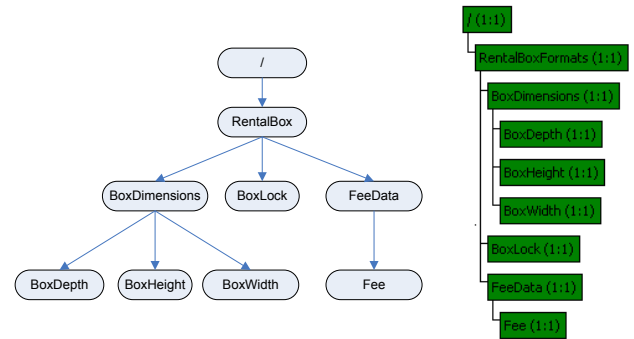 /
RentalBox
BoxDimensions BoxLock FeeData
BoxDepth BoxHeight BoxWidth Fee
/ (1:1)
RentalBoxFormats (1:1)
BoxDimensions (1:1)
BoxDepth (1:1)
BoxHeight (1:1)
BoxWidth (1:1)
BoxLock (1:1)
FeeData (1:1)
Fee (1:1)